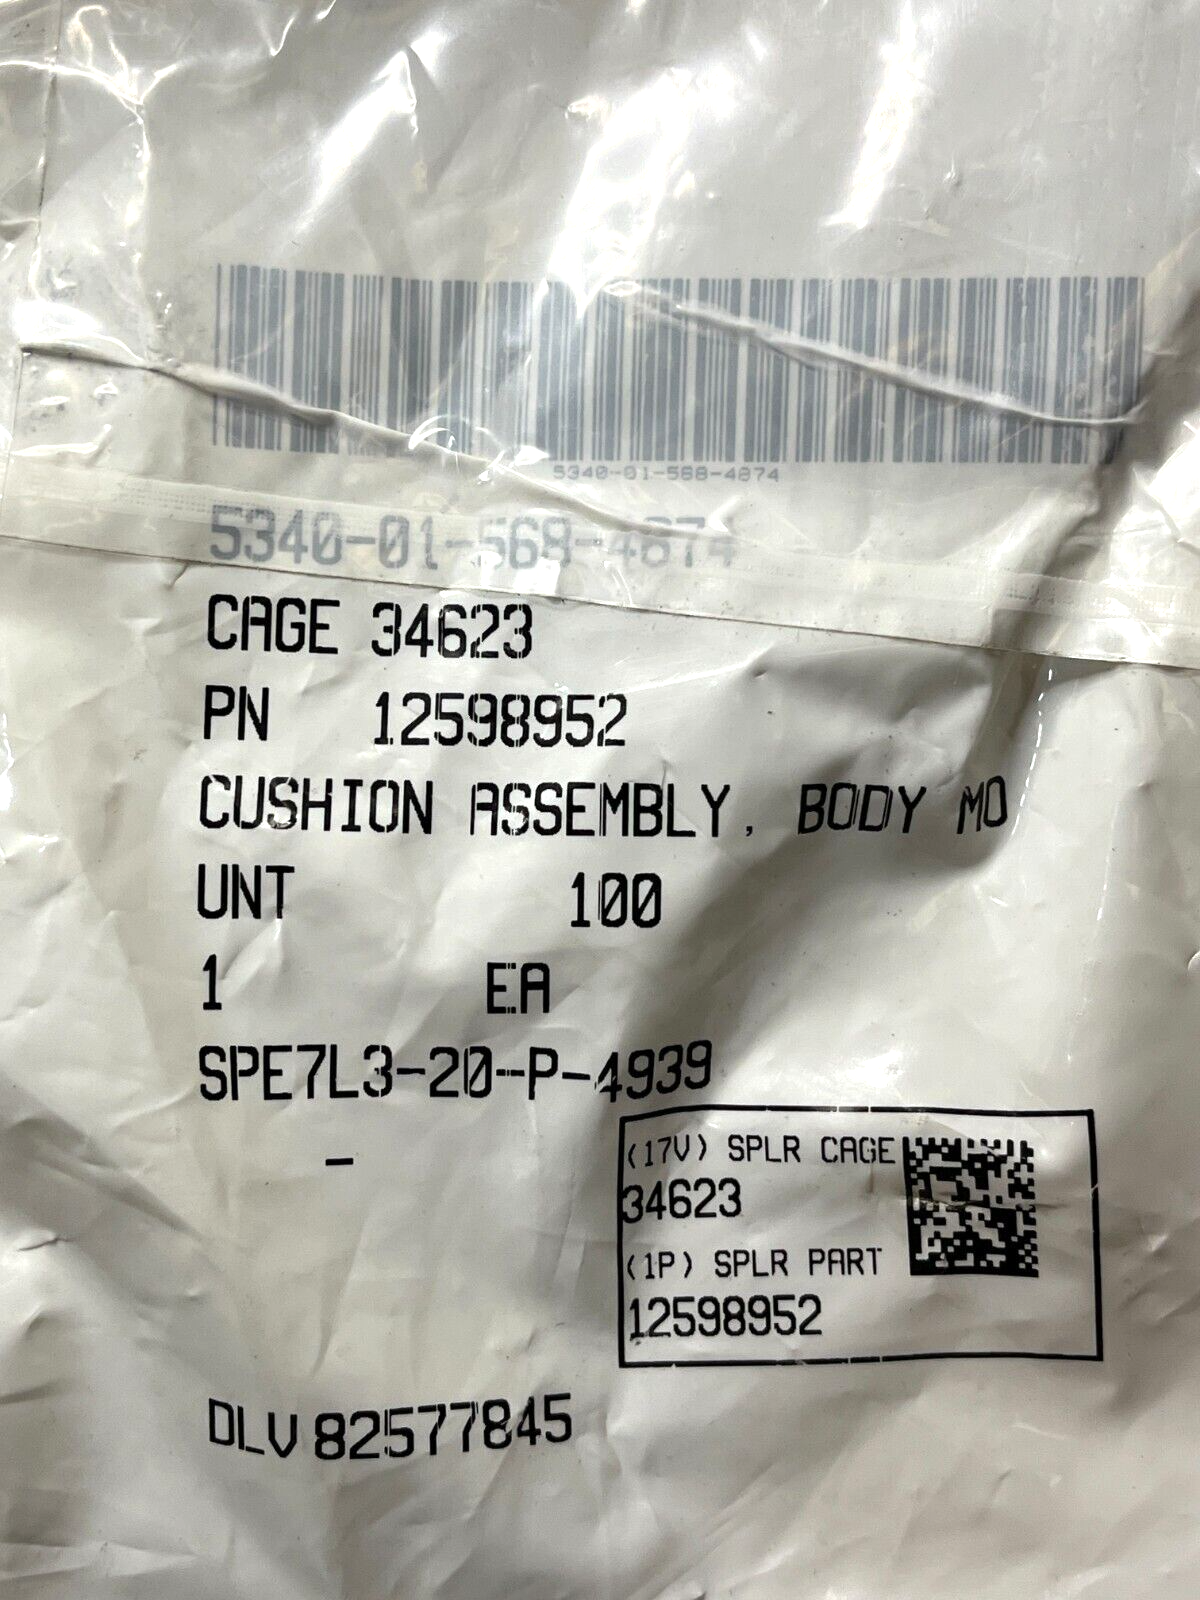 5340-01-568-4874
5340-01-568-4874
CAGE 34623
PN 12598952
CUSHION ASSEMBLY, BODY MO
UNT 100
1 EA
SPE7L3-20-P-4939
-
(17V) SPLR CAGE
34623
(1P) SPLR PART
12598952
DLV 82577845